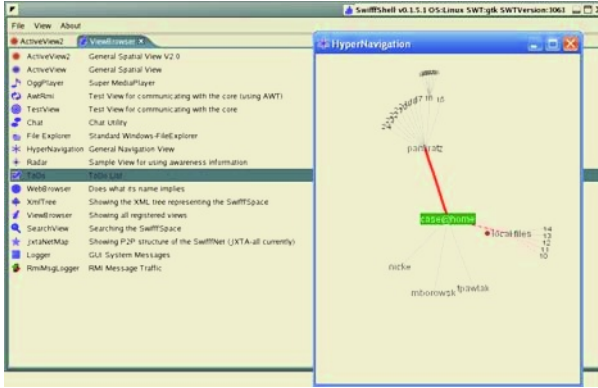 SwiffShell v0.1.5.1 OS:Linux SWT:gtk SWTVersion:3063
File View About
ActiveView2 ViewBrowser
ActiveView2 General Spatial View V2.0
ActiveView General Spatial View
OggPlayer Super MediaPlayer
AwtRmi Test View for communicating with the core (using AWT)
TestView Test View for communicating with the core
Chat Chat Utility
File Explorer Standard Windows-FileExplorer
HyperNavigation General Navigation View
Radar Sample View for using awareness information
ToDo ToDo List
WebBrowser Does what its name implies
XmlTree Showing the XML tree representing the SwiffSpace
ViewBrowser Showing all registered views
SearchView Searching the SwiffSpace
JxtaNetMap Showing P2P structure of the SwiffNet (JXTA-all currently)
Logger GUI System Messages
RmiMsgLogger RMI Message Traffic
HyperNavigation
17 16 15
24
pankratz
case@home
local files
14
13
12
11
10
nicke
mborowsk fpawlak